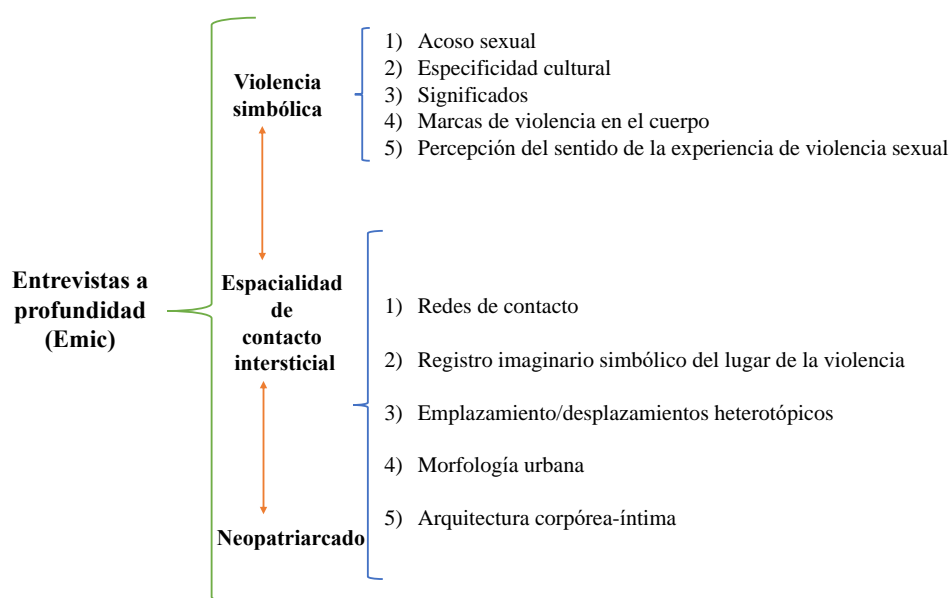 Entrevistas a
profundidad
(Emic)
Violencia
simbólica
1) Acoso sexual
2) Especificidad cultural
3) Significados
4) Marcas de violencia en el cuerpo
5) Percepción del sentido de la experiencia de violencia sexual
Espacialidad
de
contacto
intersticial
Neopatriarcado
1) Redes de contacto
2) Registro imaginario simbólico del lugar de la violencia
3) Emplazamiento/desplazamientos heterotópicos
4) Morfología urbana
5) Arquitectura corpórea-íntima